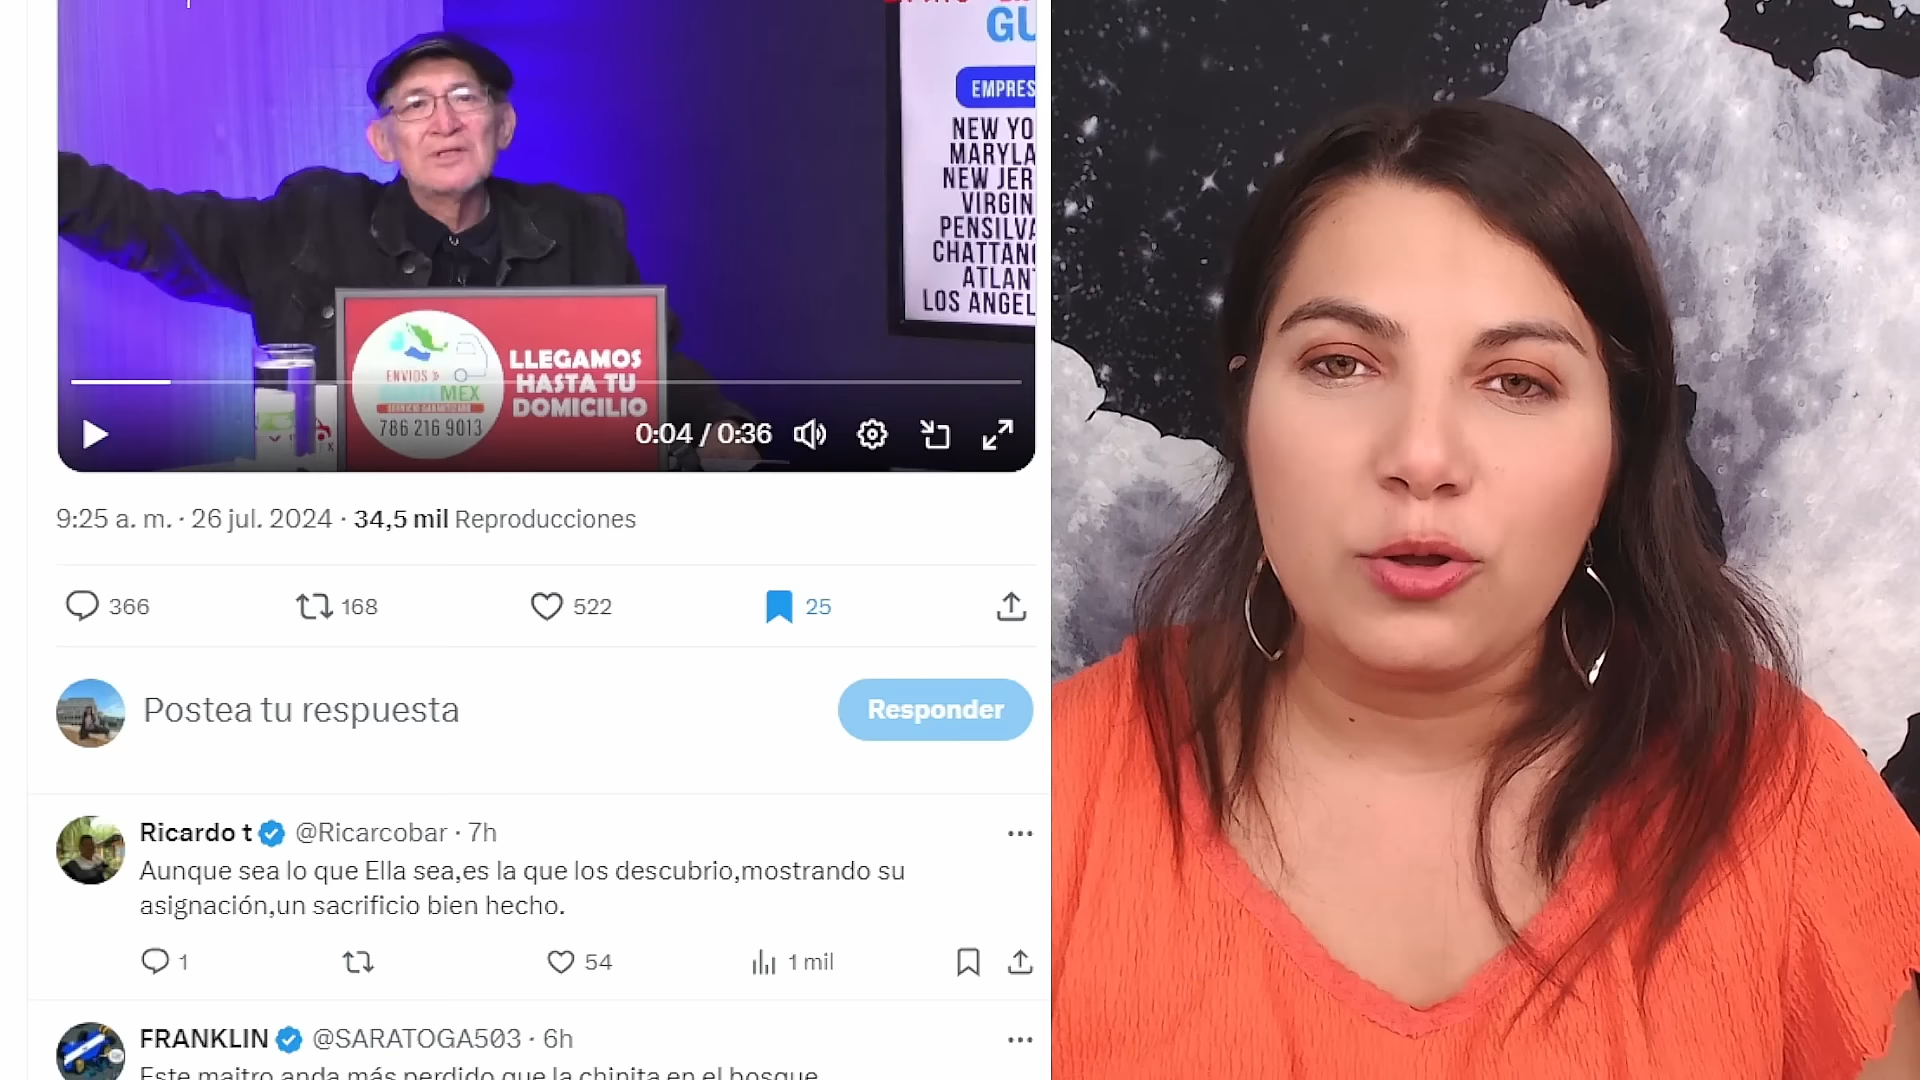 GU
EMPRES
NEW YO
MARYLA
NEW JER
VIRGIN
PENSILVA
CHATTAN
ATLAN
LOS ANGEL
ENVIOS »
MEX
786 216 9013
LLEGAMOS
HASTA TU
DOMICILIO
0:04 / 0:36
9:25 a. m. · 26 jul. 2024 · 34,5 mil Reproducciones
366 168 522 25
Postea tu respuesta
Responder
Ricardo t @Ricarcobar · 7h
Aunque sea lo que Ella sea,es la que los descubrio,mostrando su
asignación,un sacrificio bien hecho.
1 54 1 mil
FRANKLIN @SARATOGA503 · 6h
Este maitro anda más perdido que la chinita en el bosque